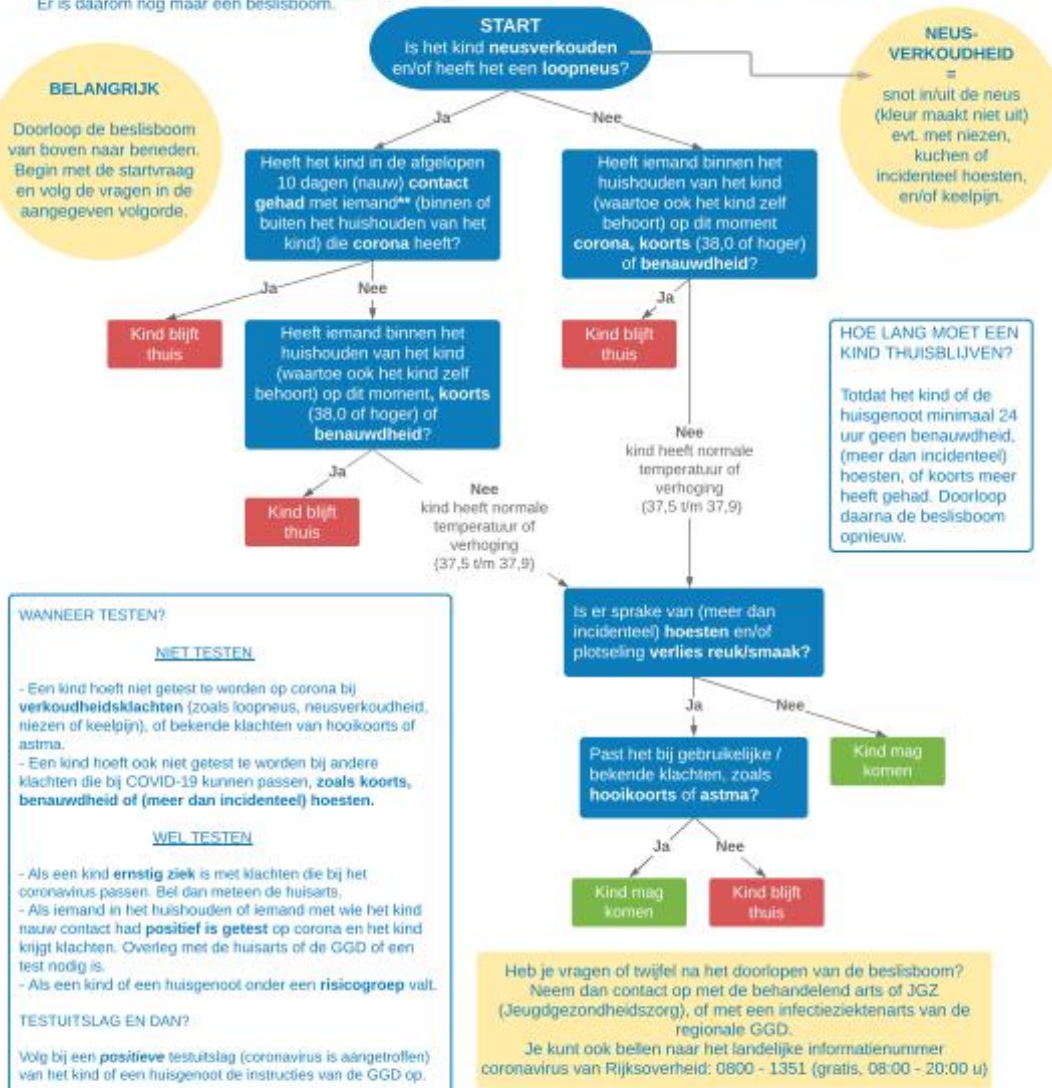 Er is daarom nog maar één beslisboom.
START
Is het kind neusverkouden
en/of heeft het een loopneus?
NEUS-
VERKOUDHEID
=
snot in/uit de neus
(kleur maakt niet uit)
evt. met niezen,
kuchen of
incidenteel hoesten,
en/of keelpijn.
BELANGRIJK
Doorloop de beslisboom
van boven naar beneden.
Begin met de startvraag
en volg de vragen in de
aangegeven volgorde.
Ja
Nee
Heeft het kind in de afgelopen
10 dagen (nauw) contact
gehad met iemand** (binnen of
buiten het huishouden van het
kind) die corona heeft?
Heeft iemand binnen het
huishouden van het kind
(waartoe ook het kind zelf
behoort) op dit moment
corona, koorts (38,0 of hoger)
of benauwdheid?
Ja
Nee
Ja
Kind blijft
thuis
Heeft iemand binnen het
huishouden van het kind
(waartoe ook het kind zelf
behoort) op dit moment, koorts
(38,0 of hoger) of
benauwdheid?
Kind blijft
thuis
HOE LANG MOET EEN
KIND THUISBLIJVEN?
Totdat het kind of de
huisgenoot minimaal 24
uur geen benauwdheid,
(meer dan incidenteel)
hoesten, of koorts meer
heeft gehad. Doorloop
daarna de beslisboom
opnieuw.
Nee
kind heeft normale
temperatuur of
verhoging
(37,5 t/m 37,9)
Ja
Kind blijft
thuis
Nee
kind heeft normale
temperatuur of
verhoging
(37,5 t/m 37,9)
Is er sprake van (meer dan
incidenteel) hoesten en/of
plotseling verlies reuk/smaak?
Ja
Nee
Past het bij gebruikelijke /
bekende klachten, zoals
hooikoorts of astma?
Kind mag
komen
Ja
Nee
Kind mag
komen
Kind blijft
thuis
WANNEER TESTEN?
NIET TESTEN
- Een kind hoeft niet getest te worden op corona bij
verkoudheidsklachten (zoals loopneus, neusverkoudheid,
niezen of keelpijn), of bekende klachten van hooikoorts of
astma.
- Een kind hoeft ook niet getest te worden bij andere
klachten die bij COVID-19 kunnen passen, zoals koorts,
benauwdheid of (meer dan incidenteel) hoesten.
WEL TESTEN
- Als een kind ernstig ziek is met klachten die bij het
coronavirus passen. Bel dan meteen de huisarts.
- Als iemand in het huishouden of iemand met wie het kind
nauw contact had positief is getest op corona en het kind
krijgt klachten. Overleg met de huisarts of de GGD of een
test nodig is.
- Als een kind of een huisgenoot onder een risicogroep valt.
TESTUITSLAG EN DAN?
Volg bij een positieve testuitslag (coronavirus is aangetroffen)
van het kind of een huisgenoot de instructies van de GGD op.
Heb je vragen of twijfel na het doorlopen van de beslisboom?
Neem dan contact op met de behandelend arts of JGZ
(Jeugdgezondheidszorg), of met een infectieziektenarts van de
regionale GGD.
Je kunt ook bellen naar het landelijke informatienummer
coronavirus van Rijksoverheid: 0800 - 1351 (gratis, 08:00 - 20:00 u)